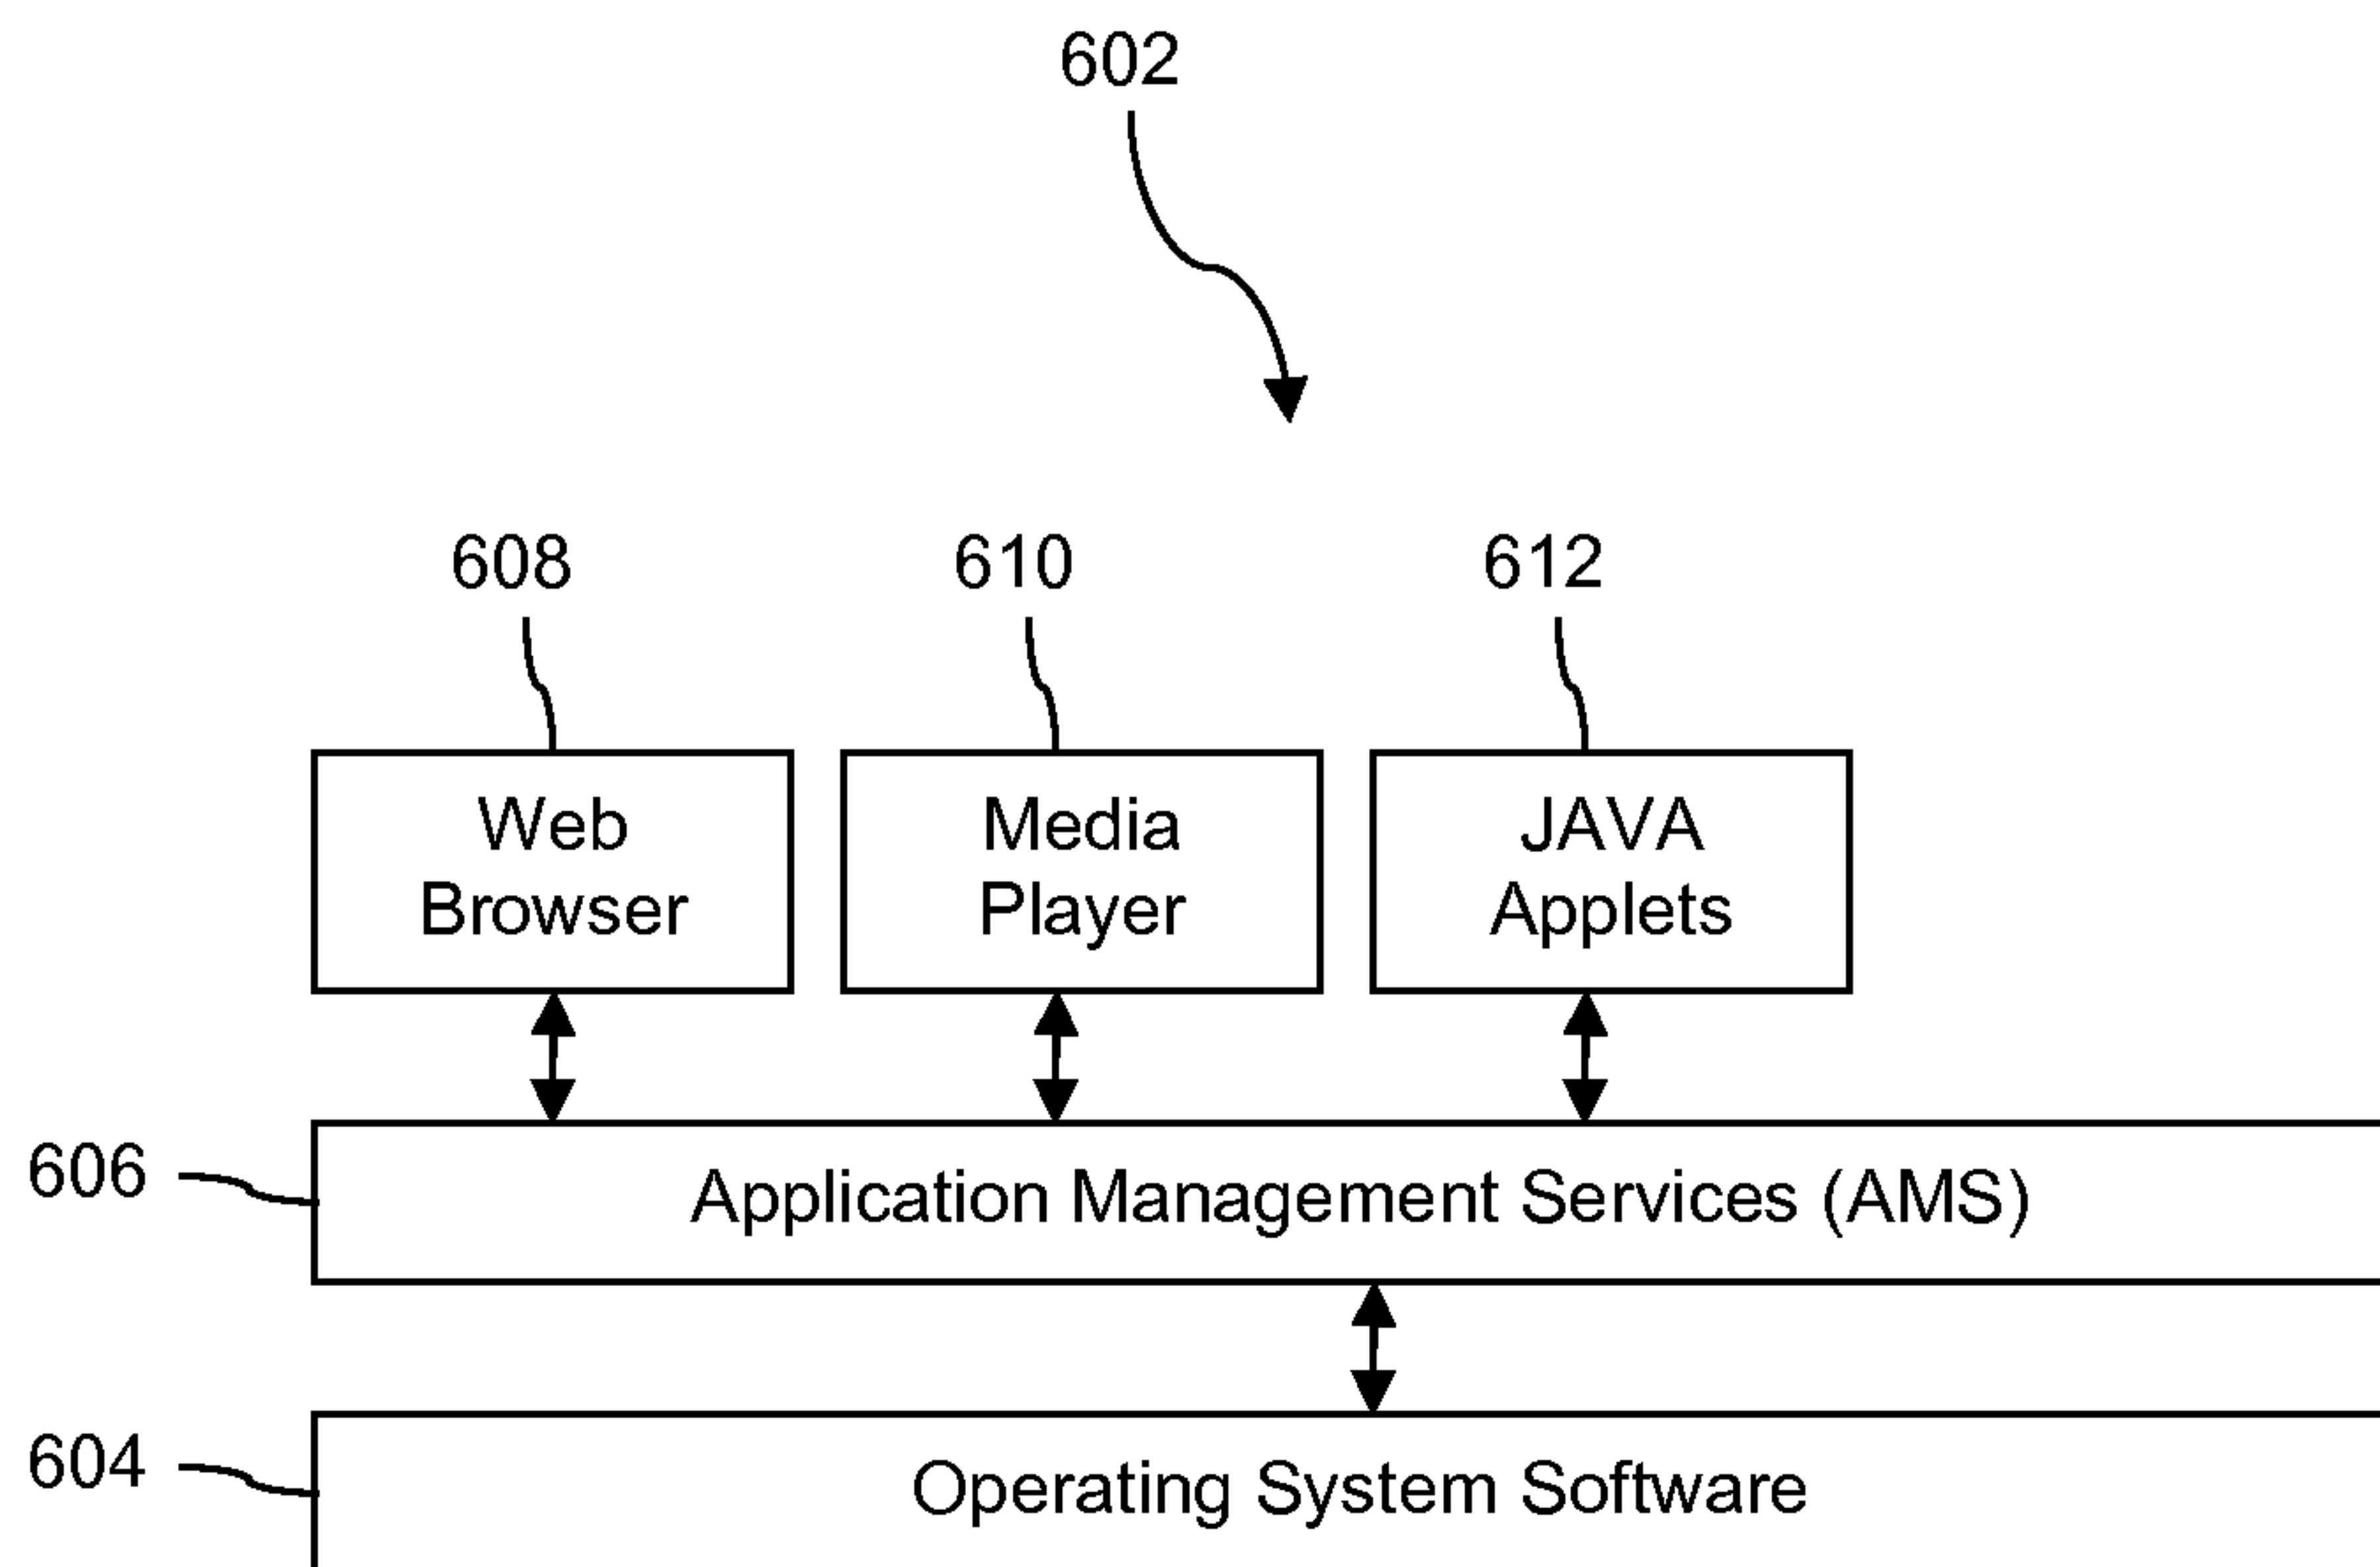 602
608
610
612
Web
Browser
Media
Player
JAVA
Applets
606
Application Management Services (AMS)
604
Operating System Software